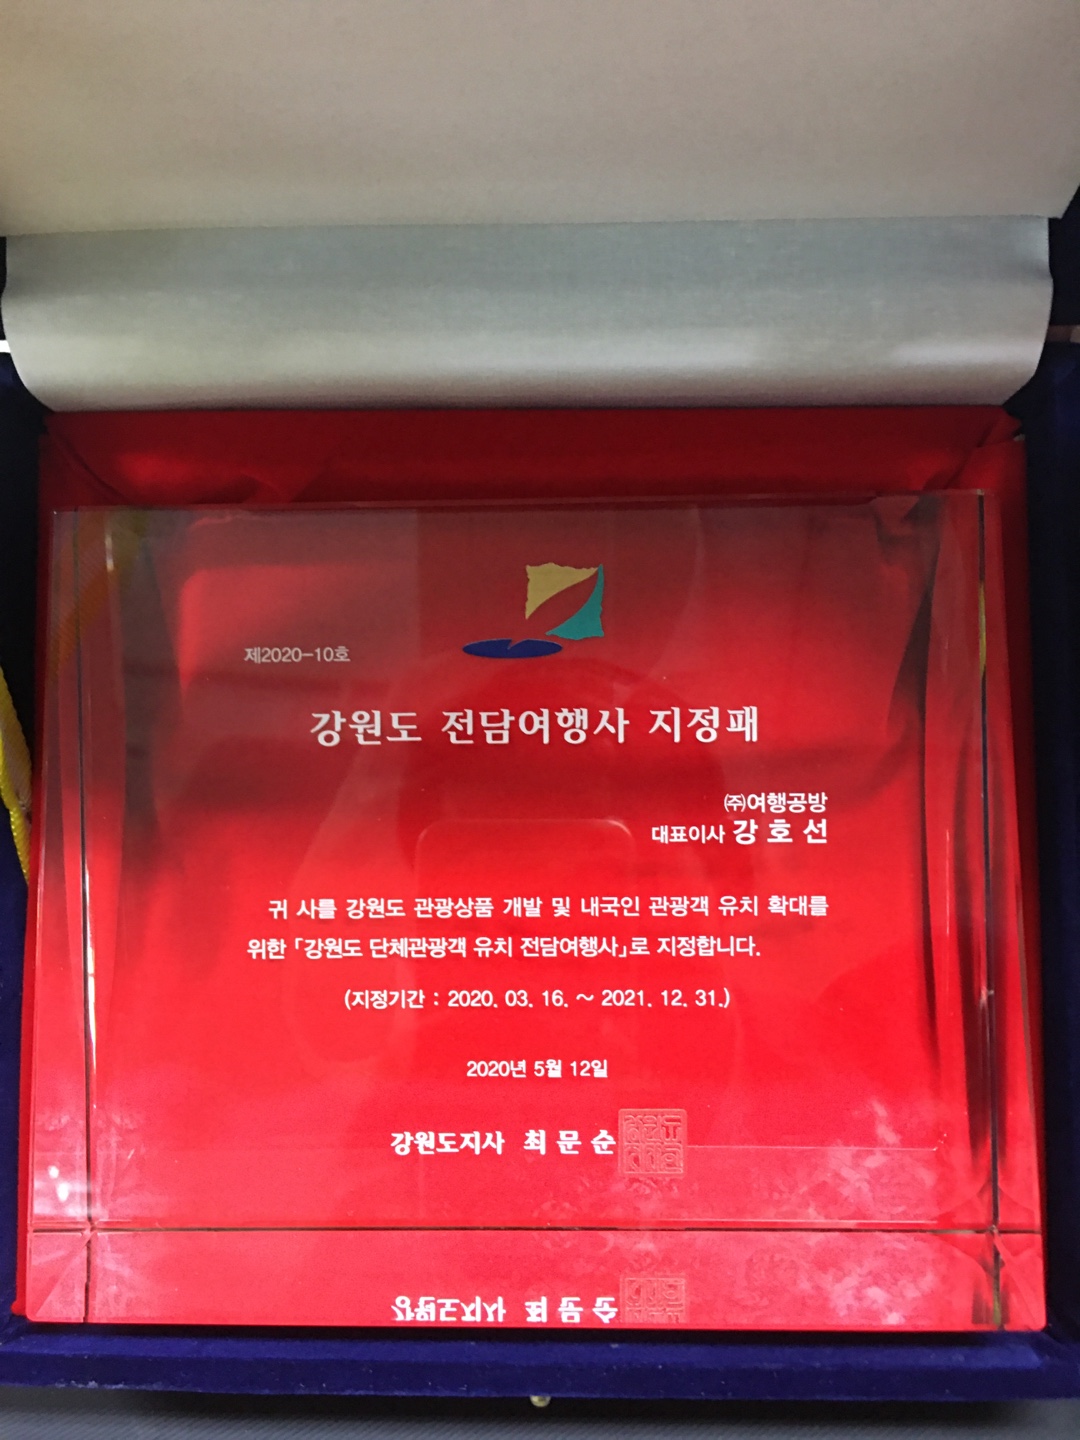 제2020-10호
강원도 전담여행사 지정패
㈜여행공방
대표이사 강 호 선
귀 사를 강원도 관광상품 개발 및 내국인 관광객 유치 확대를
위한 「강원도 단체관광객 유치 전담여행사」로 지정합니다.
(지정기간 : 2020. 03. 16. ~ 2021. 12. 31.)
2020년 5월 12일
강원도지사 최 문 순